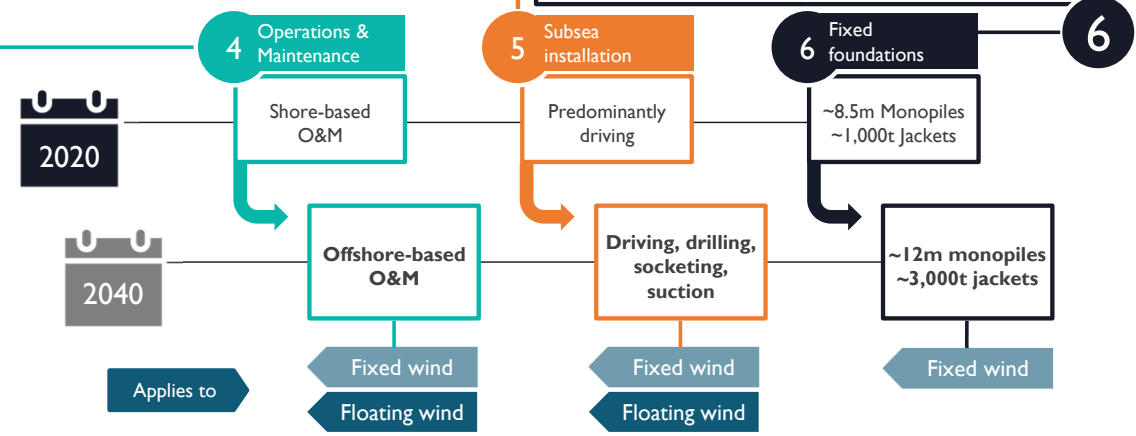 4
Operations &
Maintenance
5
Subsea
installation
6
Fixed
foundations
6
2020
Shore-based
O&M
Predominantly
driving
~8.5m Monopiles
~1,000t Jackets
2040
Offshore-based
O&M
Driving, drilling,
socketing,
suction
~12m monopiles
~3,000t jackets
Applies to
Fixed wind
Floating wind
Fixed wind
Floating wind
Fixed wind